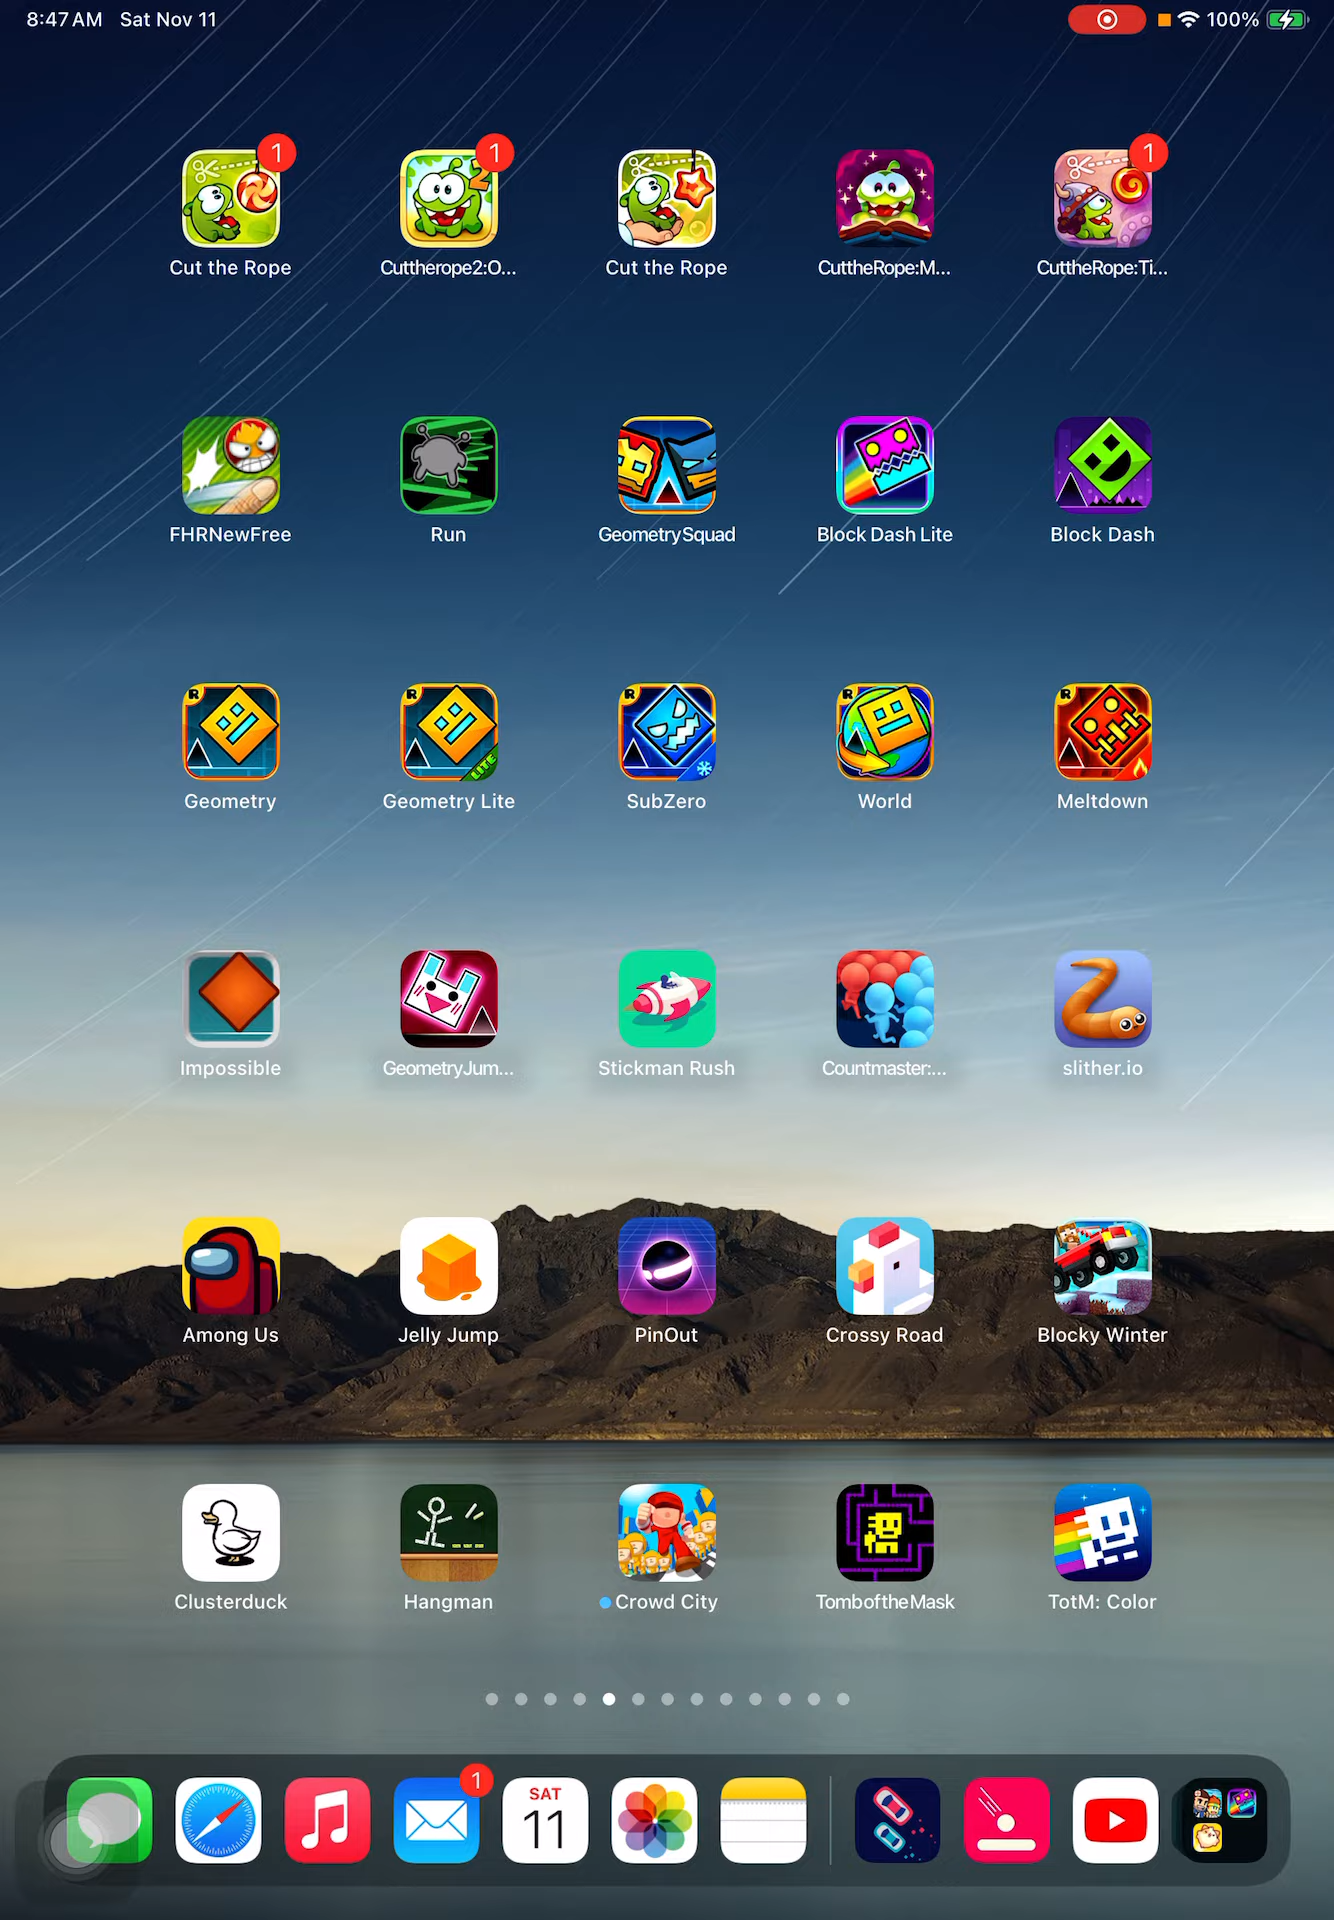 8:47 AM Sat Nov 11
100%
1
1
1
2
Cut the Rope
Cuttherope2:O...
Cut the Rope
CuttheRope:M...
CuttheRope:Ti...
FHRNewFree
Run
GeometrySquad
Block Dash Lite
Block Dash
R
R
LITE
R
R
R
Geometry
Geometry Lite
SubZero
World
Meltdown
Impossible
GeometryJum...
Stickman Rush
Countmaster:...
slither.io
Among Us
Jelly Jump
PinOut
Crossy Road
Blocky Winter
Clusterduck
Hangman
Crowd City
TomboftheMask
TotM: Color
1
SAT
11